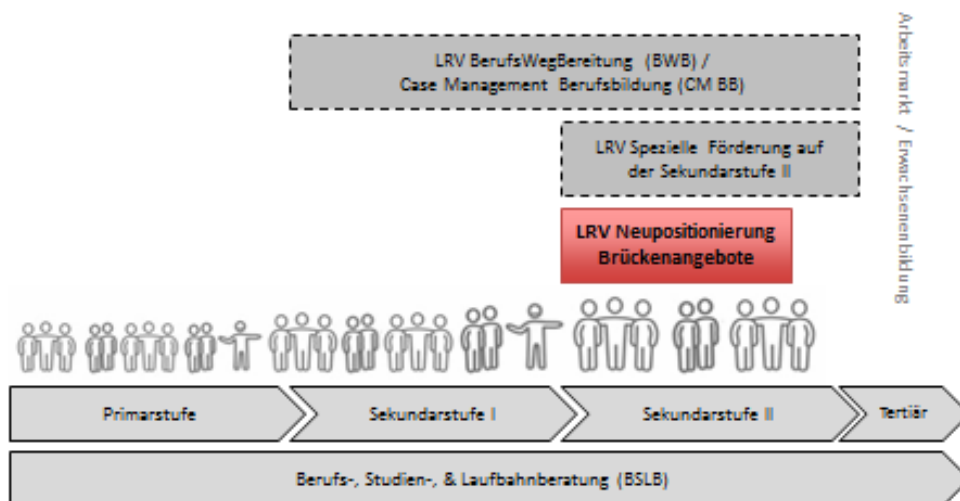 LRV BerufsWegBereitung (BWB) /
Case Management Berufsbildung (CM BB)
LRV Spezielle Förderung auf
der Sekundarstufe II
LRV Neupositionierung
Brückenangebote
Arbeitsmarkt / Erwachsenenbildung
Primarstufe
Sekundarstufe I
Sekundarstufe II
Tertiär
Berufs-, Studien-, & Laufbahnberatung (BSLB)